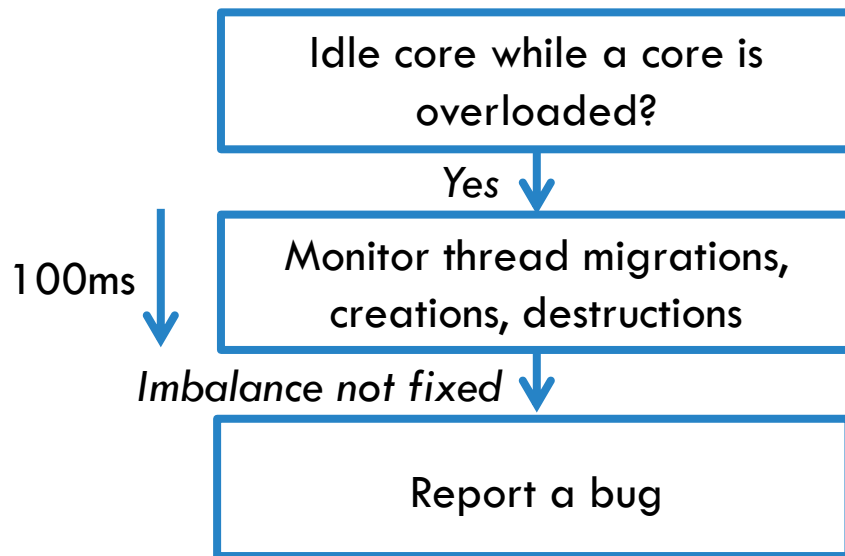 Idle core while a core is
overloaded?
Yes
100ms
Monitor thread migrations,
creations, destructions
Imbalance not fixed
Report a bug